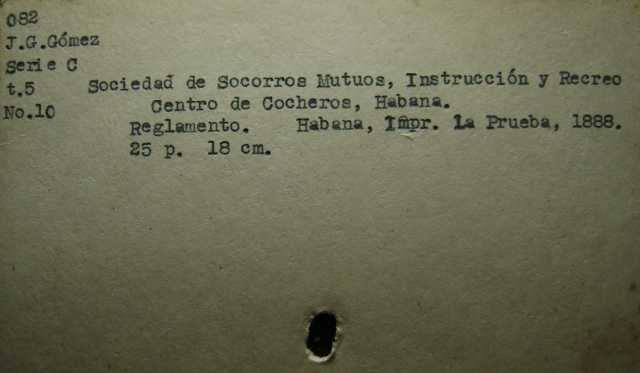 082
J.G.Gómez
Serie C
t.5 Sociedad de Socorros Mutuos, Instrucción y Recreo
No.10 Centro de Cocheros, Habana.
Reglamento. Habana, Impr. La Prueba, 1888.
25 p. 18 cm.